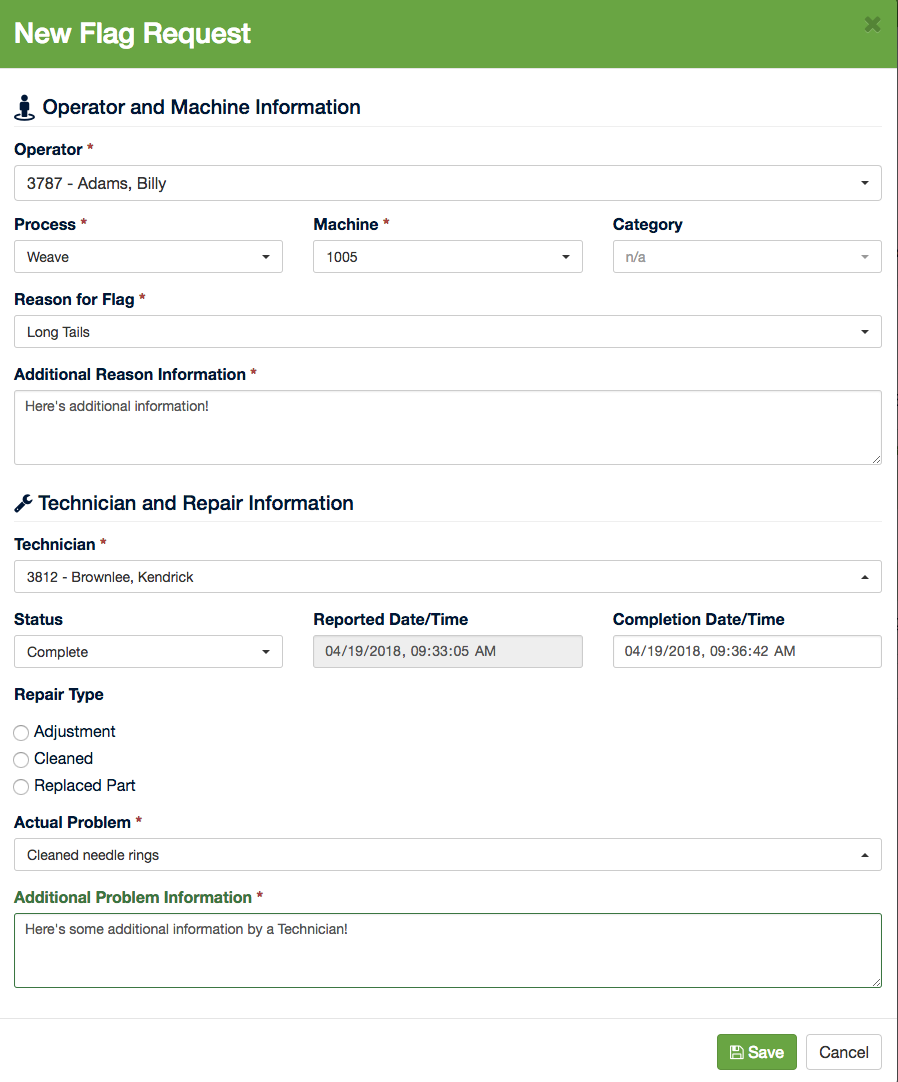 New Flag Request
Operator and Machine Information
Operator *
3787 - Adams, Billy
Process * Machine * Category
Weave 1005 n/a
Reason for Flag *
Long Tails
Additional Reason Information *
Here's additional information!
Technician and Repair Information
Technician *
3812 - Brownlee, Kendrick
Status Reported Date/Time Completion Date/Time
Complete 04/19/2018, 09:33:05 AM 04/19/2018, 09:36:42 AM
Repair Type
Adjustment
Cleaned
Replaced Part
Actual Problem *
Cleaned needle rings
Additional Problem Information *
Here's some additional information by a Technician!
Save Cancel